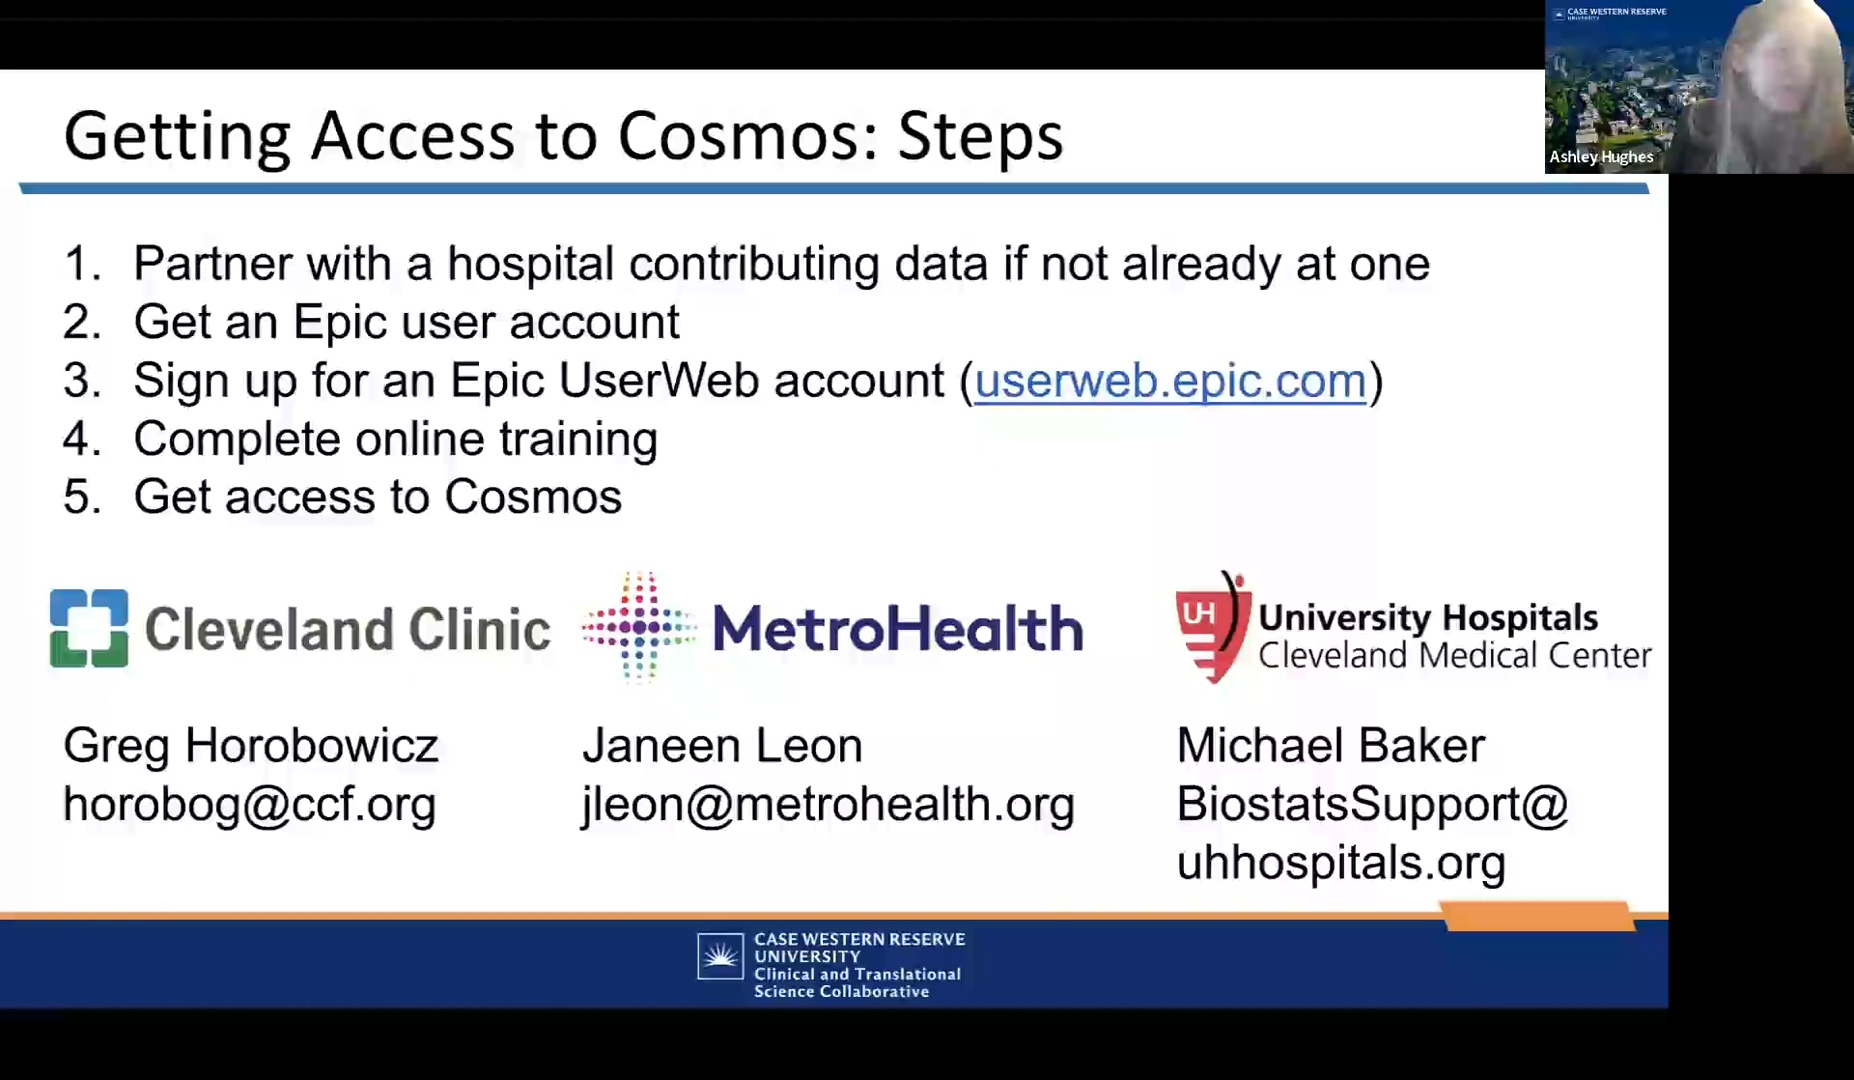 CASE WESTERN RESERVE
UNIVERSITY
Ashley Hughes
Getting Access to Cosmos: Steps
1. Partner with a hospital contributing data if not already at one
2. Get an Epic user account
3. Sign up for an Epic UserWeb account (userweb.epic.com)
4. Complete online training
5. Get access to Cosmos
Cleveland Clinic
MetroHealth
UH
University Hospitals
Cleveland Medical Center
Greg Horobowicz
horobog@ccf.org
Janeen Leon
jleon@metrohealth.org
Michael Baker
BiostatsSupport@
uhhospitals.org
CASE WESTERN RESERVE
UNIVERSITY
Clinical and Translational
Science Collaborative